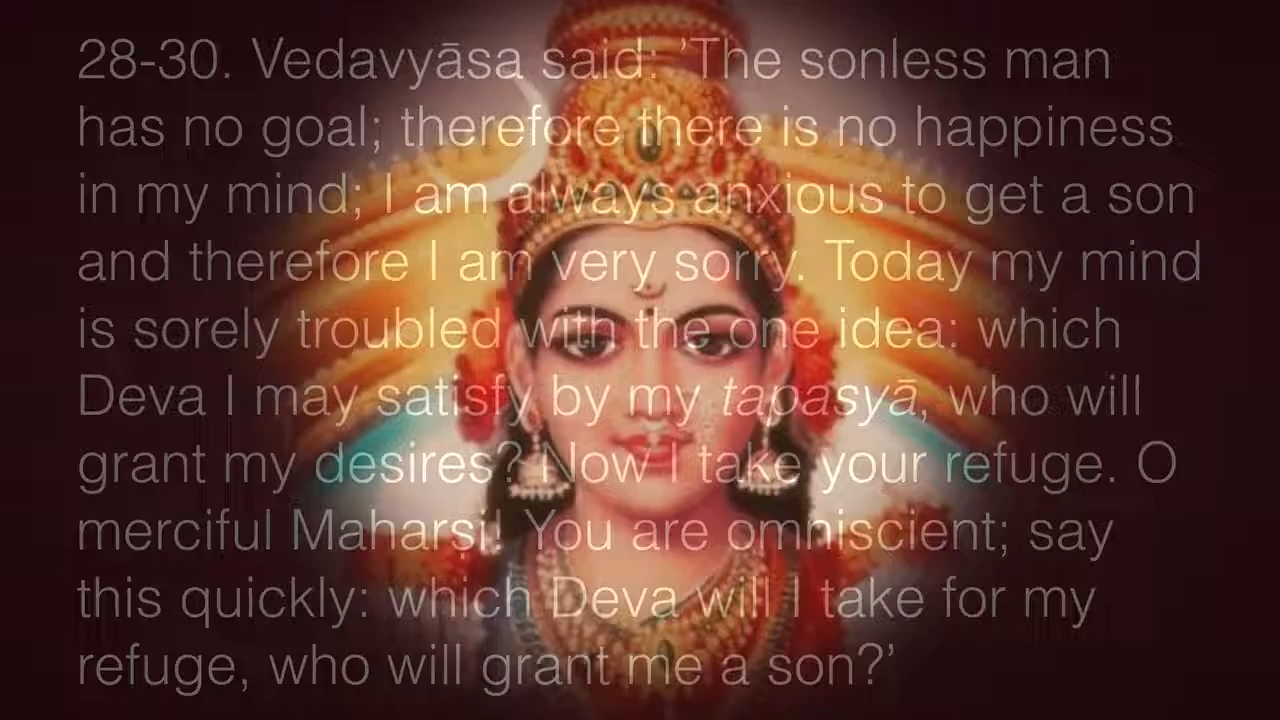 28-30. Vedavyāsa said: ’The sonless man
has no goal; therefore there is no happiness
in my mind; I am always anxious to get a son
and therefore I am very sorry. Today my mind
is sorely troubled with the one idea: which
Deva I may satisfy by my tapasyā, who will
grant my desires? Now I take your refuge. O
merciful Maharṣi! You are omniscient; say
this quickly: which Deva will I take for my
refuge, who will grant me a son?’